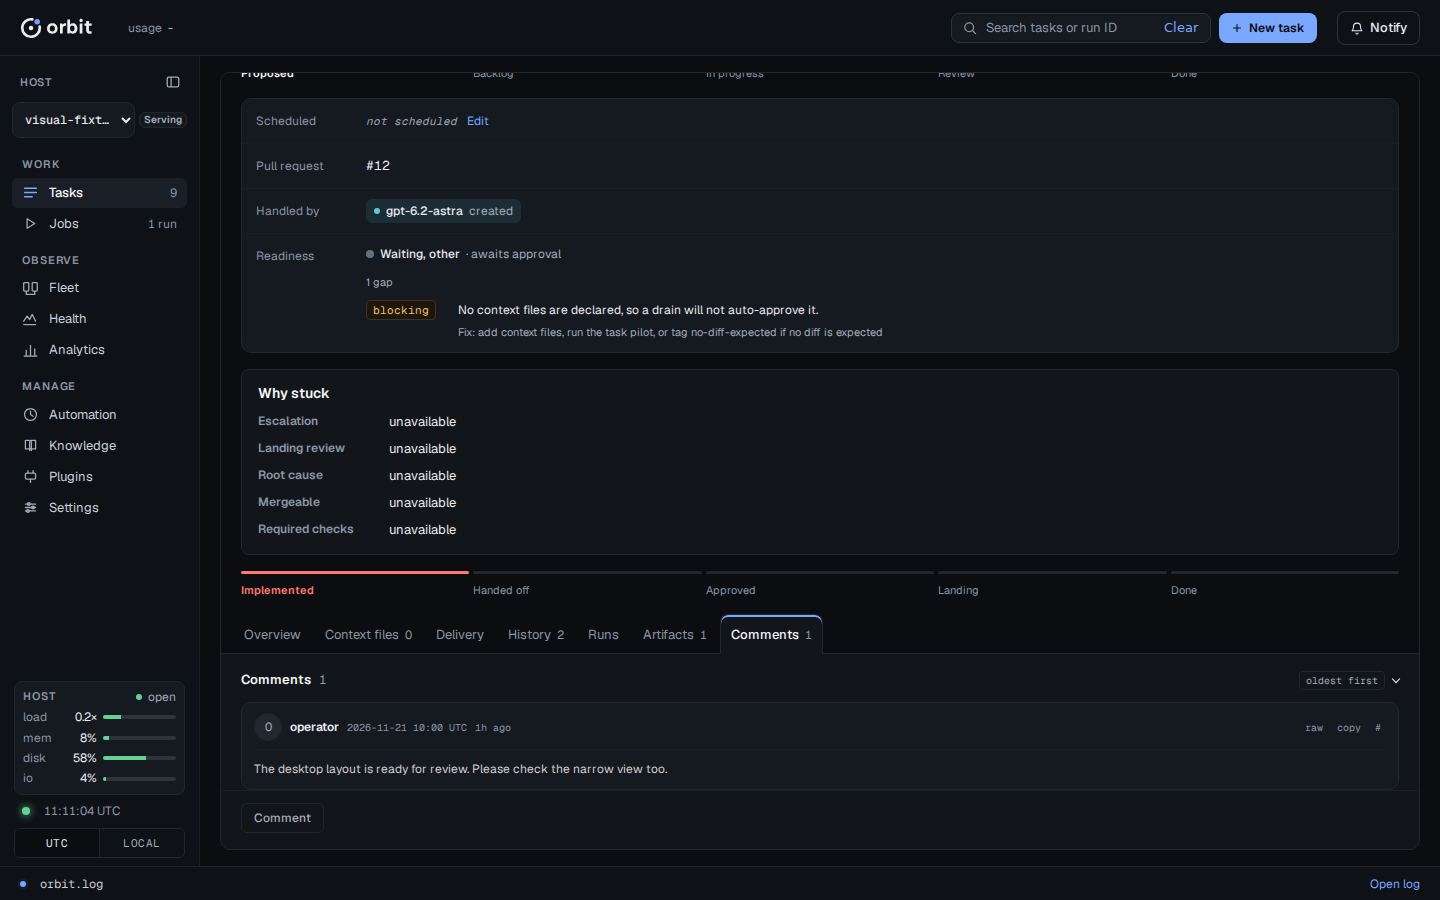 orbit
usage -
Search tasks or run ID
Clear
+ New task
Notify
HOST
visual-fixt…
Serving
WORK
Tasks 9
Jobs 1 run
OBSERVE
Fleet
Health
Analytics
MANAGE
Automation
Knowledge
Plugins
Settings
HOST open
load 0.2×
mem 8%
disk 58%
io 4%
11:11:04 UTC
UTC LOCAL
Proposed Backlog In progress Review Done
Scheduled not scheduled Edit
Pull request #12
Handled by gpt-6.2-astra created
Readiness Waiting, other · awaits approval
1 gap
blocking No context files are declared, so a drain will not auto-approve it.
Fix: add context files, run the task pilot, or tag no-diff-expected if no diff is expected
Why stuck
Escalation unavailable
Landing review unavailable
Root cause unavailable
Mergeable unavailable
Required checks unavailable
Implemented Handed off Approved Landing Done
Overview Context files 0 Delivery History 2 Runs Artifacts 1 Comments 1
Comments 1 oldest first
O operator 2026-11-21 10:00 UTC 1h ago raw copy #
The desktop layout is ready for review. Please check the narrow view too.
Comment
orbit.log Open log